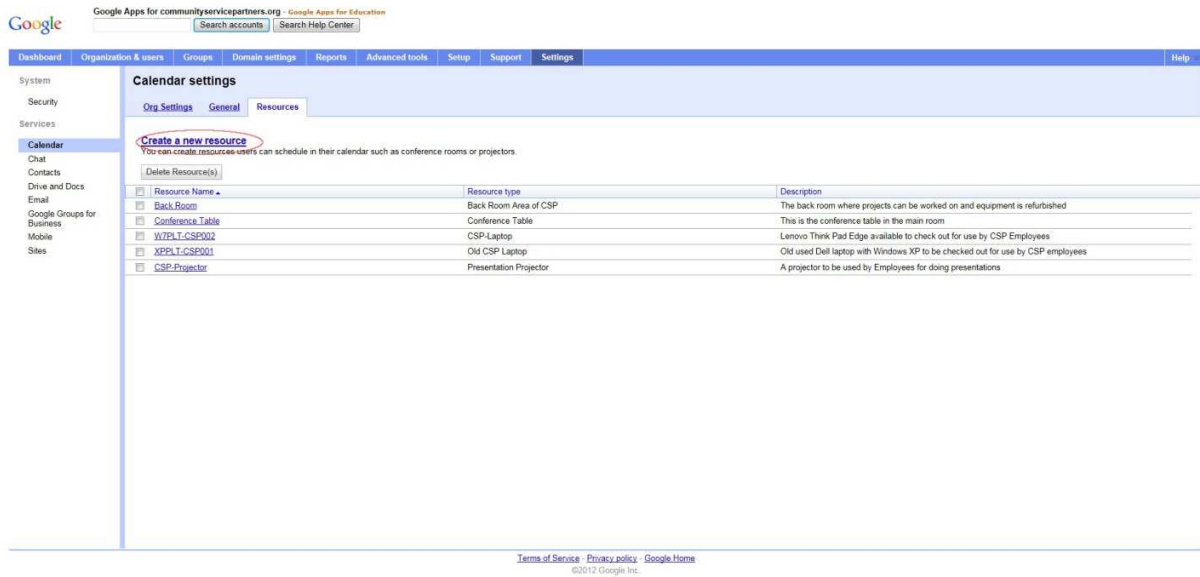 Google Apps for communityservicepartners.org - Google Apps for Education
Google
Search accounts Search Help Center
Dashboard Organization & users Groups Domain settings Reports Advanced tools Setup Support Settings Help
System
Security
Services
Calendar
Chat
Contacts
Drive and Docs
Email
Google Groups for
Business
Mobile
Sites
Calendar settings
Org Settings General Resources
Create a new resource
You can create resources users can schedule in their calendar such as conference rooms or projectors.
Delete Resource(s)
Resource Name Resource type Description
Back Room Back Room Area of CSP The back room where projects can be worked on and equipment is refurbished
Conference Table Conference Table This is the conference table in the main room
W7PLT-CSP002 CSP-Laptop Lenovo Think Pad Edge available to check out for use by CSP Employees
XPPLT-CSP001 Old CSP Laptop Old used Dell laptop with Windows XP to be checked out for use by CSP employees
CSP-Projector Presentation Projector A projector to be used by Employees for doing presentations
Terms of Service - Privacy policy - Google Home
©2012 Google Inc.